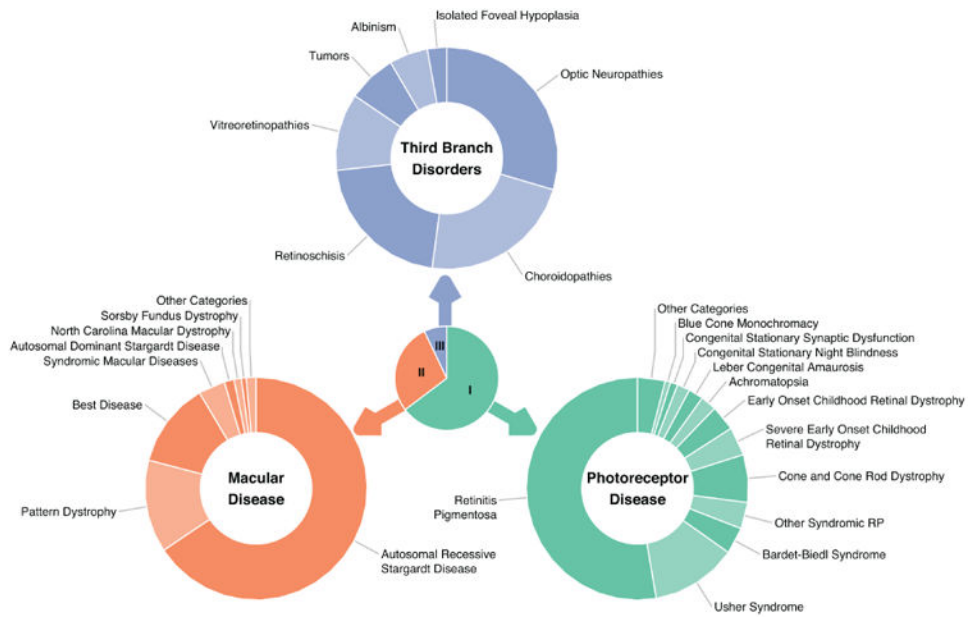 Isolated Foveal Hypoplasia
Albinism
Tumors
Optic Neuropathies
Vitreoretinopathies
Third Branch
Disorders
Retinoschisis
Choroidopathies
Other Categories
Sorsby Fundus Dystrophy
North Carolina Macular Dystrophy
Autosomal Dominant Stargardt Disease
Syndromic Macular Diseases
Best Disease
Pattern Dystrophy
Macular
Disease
Autosomal Recessive
Stargardt Disease
III
II
I
Other Categories
Blue Cone Monochromacy
Congenital Stationary Synaptic Dysfunction
Congenital Stationary Night Blindness
Leber Congenital Amaurosis
Achromatopsia
Early Onset Childhood Retinal Dystrophy
Severe Early Onset Childhood
Retinal Dystrophy
Cone and Cone Rod Dystrophy
Retinitis
Pigmentosa
Photoreceptor
Disease
Other Syndromic RP
Bardet-Biedl Syndrome
Usher Syndrome